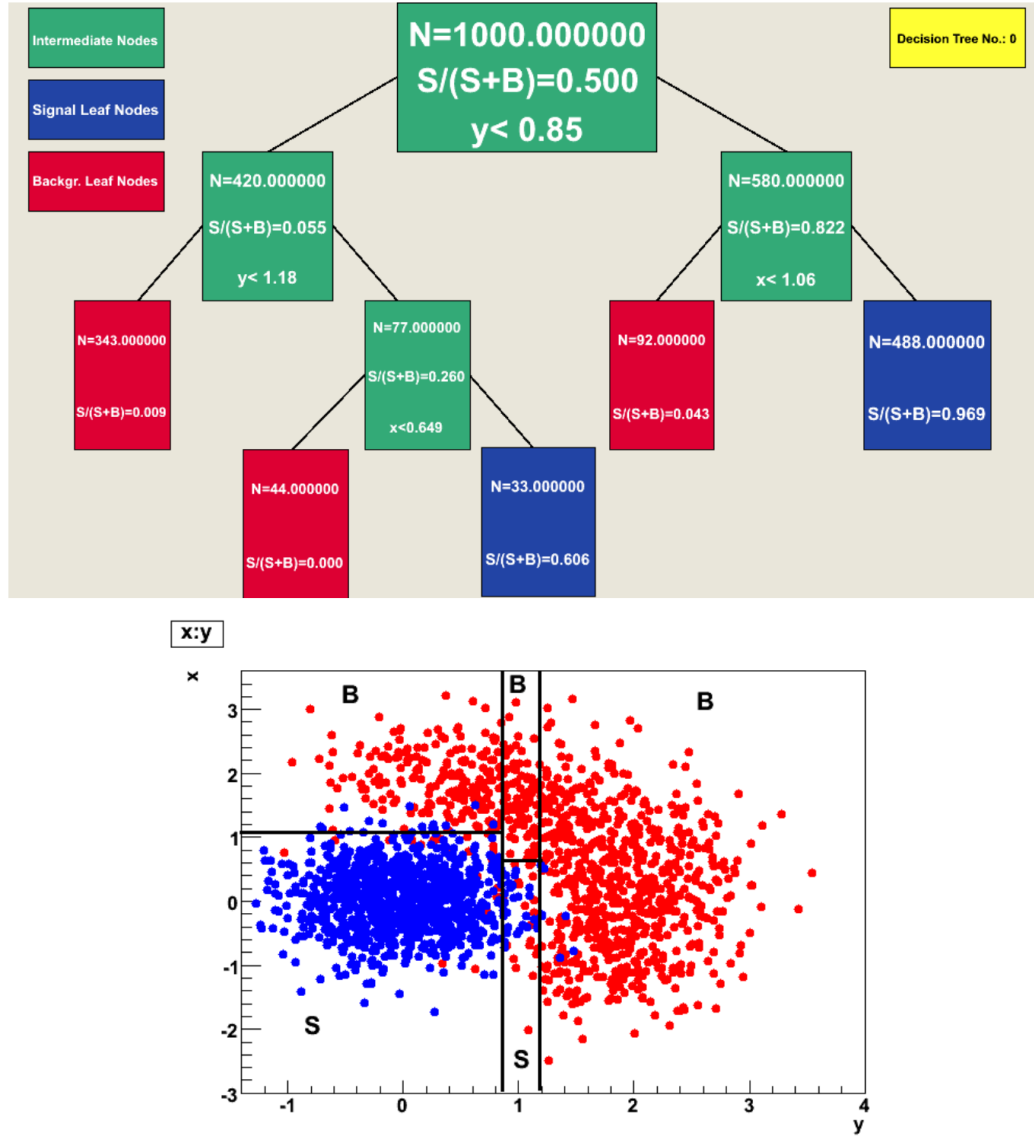 Intermediate Nodes
Signal Leaf Nodes
Backgr. Leaf Nodes
Decision Tree No.: 0
N=1000.000000
S/(S+B)=0.500
y< 0.85
N=420.000000
S/(S+B)=0.055
y< 1.18
N=580.000000
S/(S+B)=0.822
x< 1.06
N=343.000000
S/(S+B)=0.009
N=77.000000
S/(S+B)=0.260
x<0.649
N=92.000000
S/(S+B)=0.043
N=488.000000
S/(S+B)=0.969
N=44.000000
S/(S+B)=0.000
N=33.000000
S/(S+B)=0.606
x:y
x
B
B
B
3
2
1
0
-1
-2
-3
S
S
-1
0
1
2
3
4
y